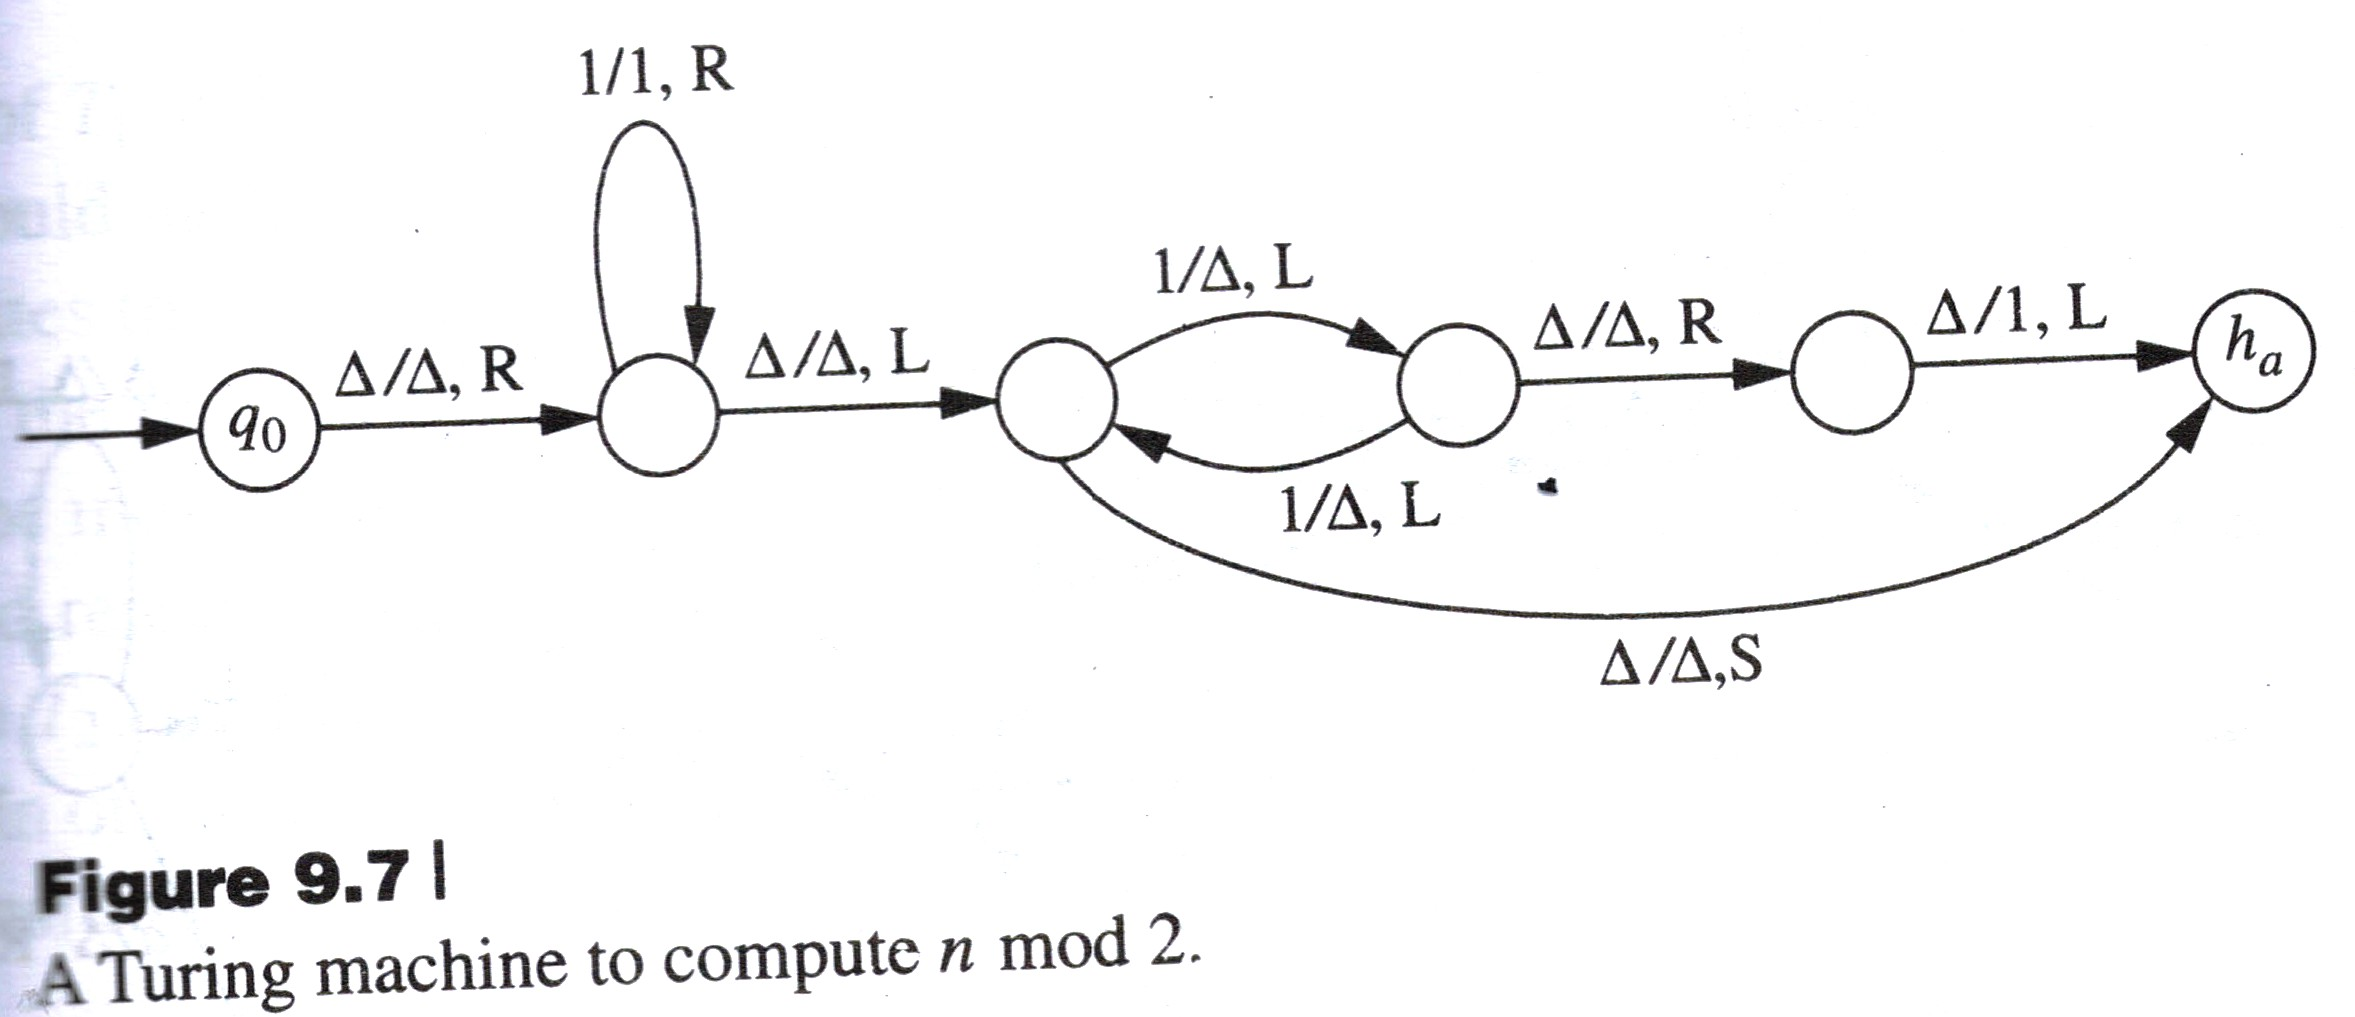 1/1, R
q0
Δ/Δ, R
Δ/Δ, L
1/Δ, L
1/Δ, L
Δ/Δ, R
Δ/1, L
ha
Δ/Δ,S
Figure 9.7 |
A Turing machine to compute n mod 2.